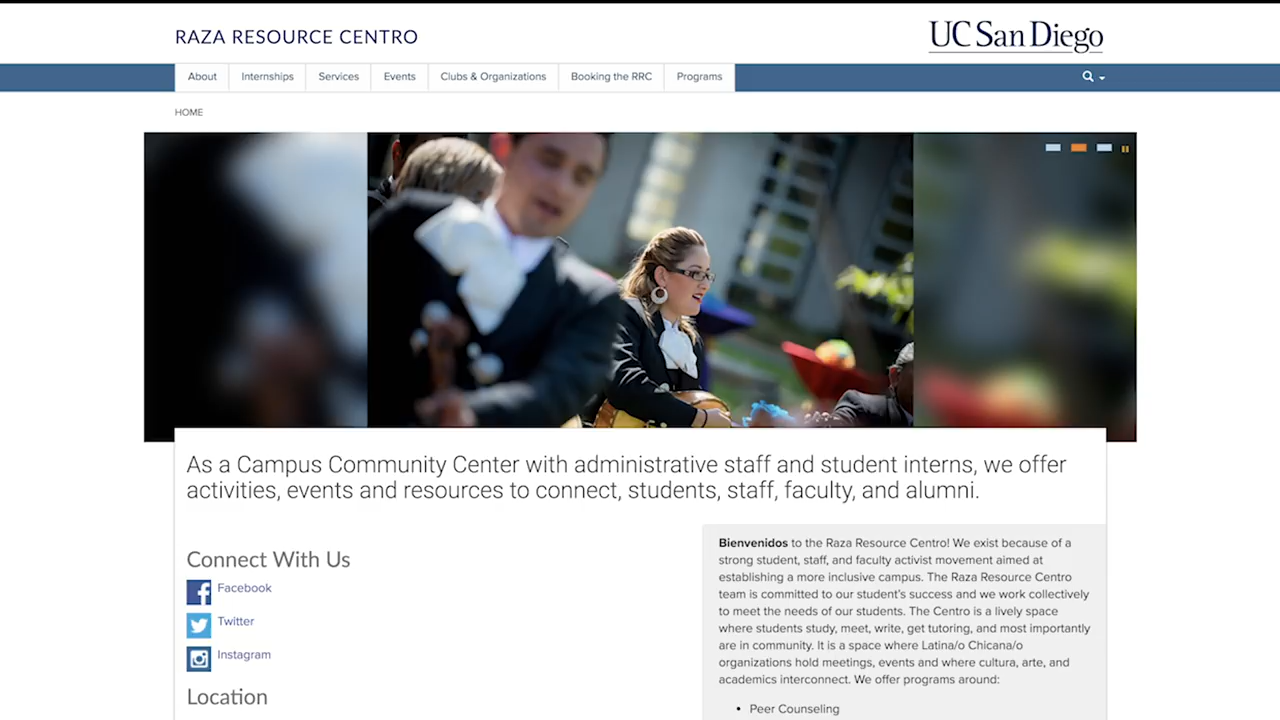 RAZA RESOURCE CENTRO
UC San Diego
About Internships Services Events Clubs & Organizations Booking the RRC Programs
HOME
As a Campus Community Center with administrative staff and student interns, we offer
activities, events and resources to connect, students, staff, faculty, and alumni.
Connect With Us
Facebook
Twitter
Instagram
Location
Bienvenidos to the Raza Resource Centro! We exist because of a
strong student, staff, and faculty activist movement aimed at
establishing a more inclusive campus. The Raza Resource Centro
team is committed to our student's success and we work collectively
to meet the needs of our students. The Centro is a lively space
where students study, meet, write, get tutoring, and most importantly
are in community. It is a space where Latina/o Chicana/o
organizations hold meetings, events and where cultura, arte, and
academics interconnect. We offer programs around:
• Peer Counseling